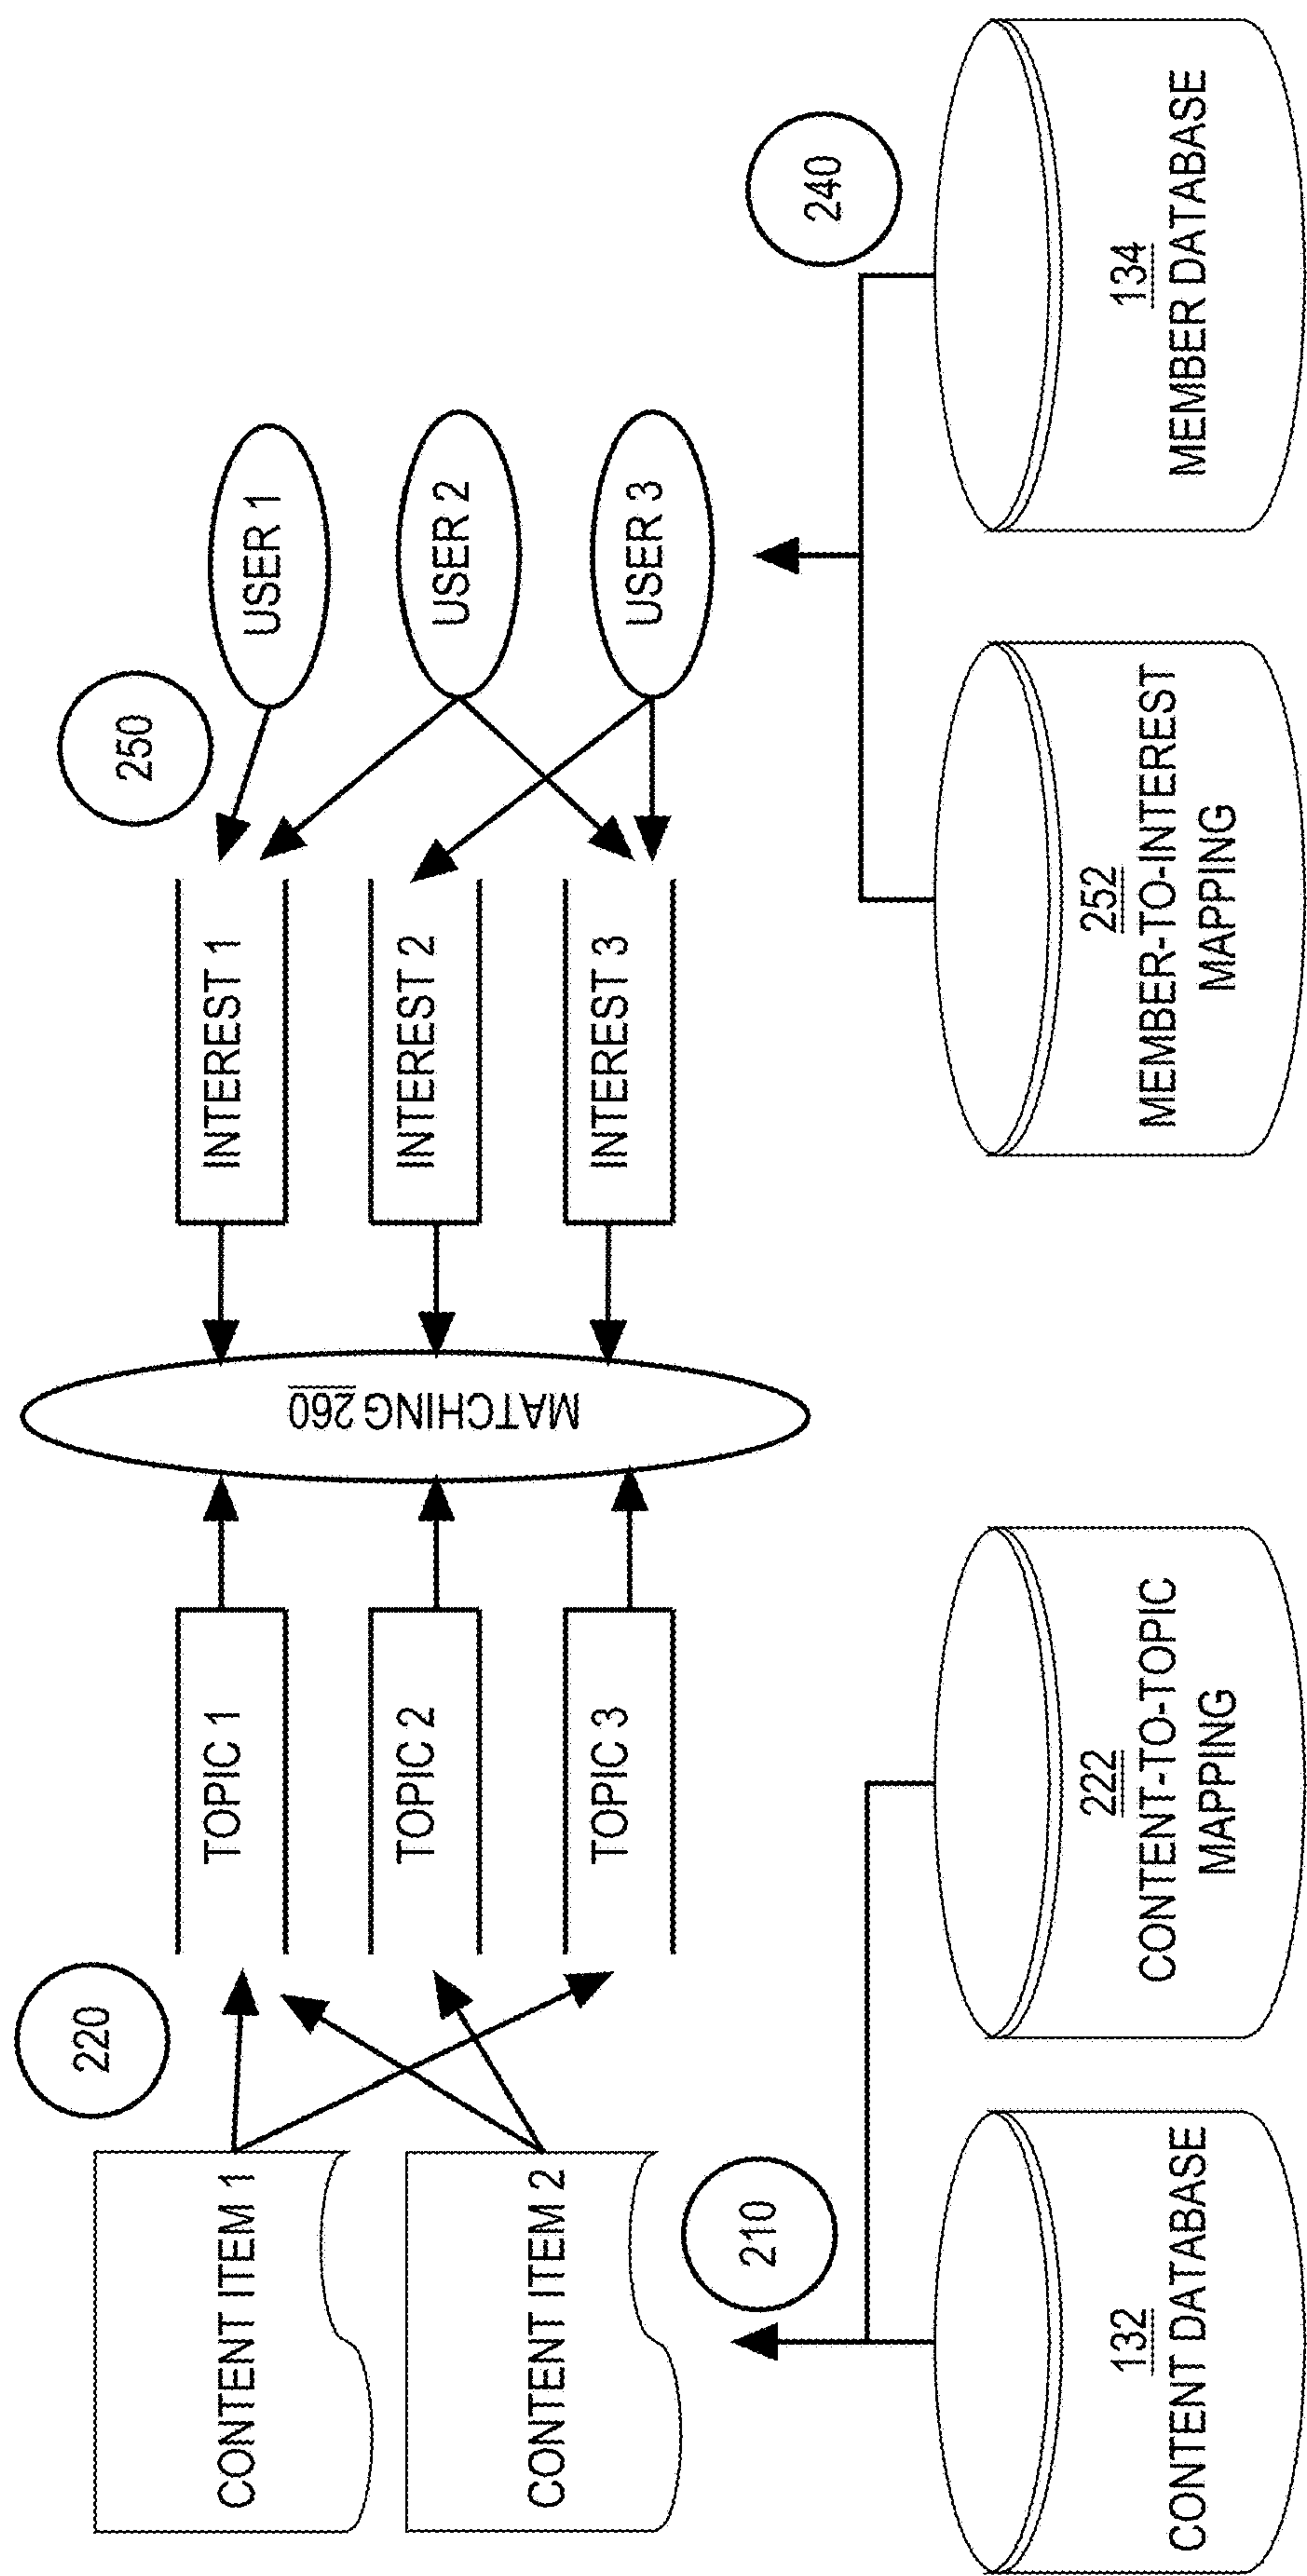 220
250
CONTENT ITEM 1
TOPIC 1
INTEREST 1
USER 1
MATCHING 260
CONTENT ITEM 2
TOPIC 2
INTEREST 2
USER 2
TOPIC 3
INTEREST 3
USER 3
210
240
132
CONTENT DATABASE
222
CONTENT-TO-TOPIC
MAPPING
252
MEMBER-TO-INTEREST
MAPPING
134
MEMBER DATABASE